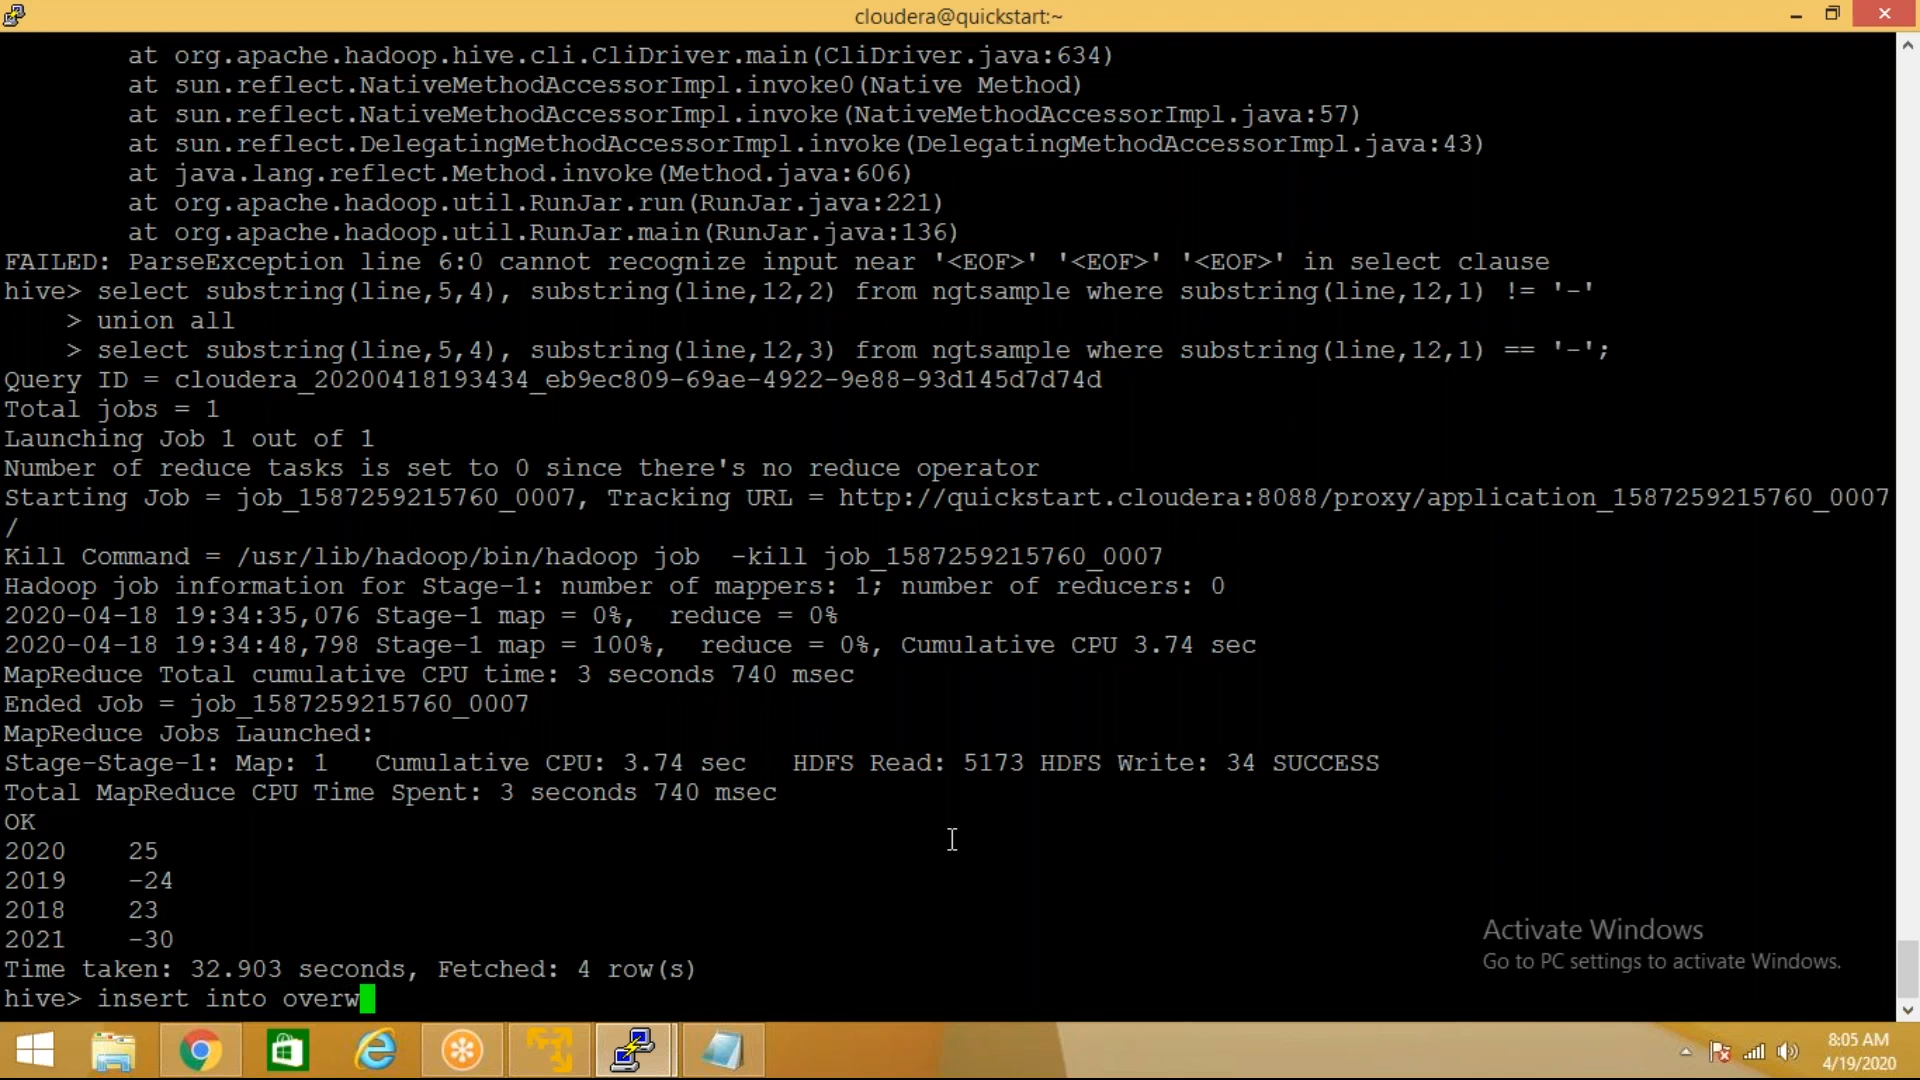 cloudera@quickstart:~
at org.apache.hadoop.hive.cli.CliDriver.main(CliDriver.java:634)
at sun.reflect.NativeMethodAccessorImpl.invoke0(Native Method)
at sun.reflect.NativeMethodAccessorImpl.invoke(NativeMethodAccessorImpl.java:57)
at sun.reflect.DelegatingMethodAccessorImpl.invoke(DelegatingMethodAccessorImpl.java:43)
at java.lang.reflect.Method.invoke(Method.java:606)
at org.apache.hadoop.util.RunJar.run(RunJar.java:221)
at org.apache.hadoop.util.RunJar.main(RunJar.java:136)
FAILED: ParseException line 6:0 cannot recognize input near '<EOF>' '<EOF>' '<EOF>' in select clause
hive> select substring(line,5,4), substring(line,12,2) from ngtsample where substring(line,12,1) != '-'
> union all
> select substring(line,5,4), substring(line,12,3) from ngtsample where substring(line,12,1) == '-';
Query ID = cloudera_20200418193434_eb9ec809-69ae-4922-9e88-93d145d7d74d
Total jobs = 1
Launching Job 1 out of 1
Number of reduce tasks is set to 0 since there's no reduce operator
Starting Job = job_1587259215760_0007, Tracking URL = http://quickstart.cloudera:8088/proxy/application_1587259215760_0007
/
Kill Command = /usr/lib/hadoop/bin/hadoop job  -kill job_1587259215760_0007
Hadoop job information for Stage-1: number of mappers: 1; number of reducers: 0
2020-04-18 19:34:35,076 Stage-1 map = 0%,  reduce = 0%
2020-04-18 19:34:48,798 Stage-1 map = 100%,  reduce = 0%, Cumulative CPU 3.74 sec
MapReduce Total cumulative CPU time: 3 seconds 740 msec
Ended Job = job_1587259215760_0007
MapReduce Jobs Launched:
Stage-Stage-1: Map: 1   Cumulative CPU: 3.74 sec   HDFS Read: 5173 HDFS Write: 34 SUCCESS
Total MapReduce CPU Time Spent: 3 seconds 740 msec
OK
2020    25
2019    -24
2018    23
2021    -30
Time taken: 32.903 seconds, Fetched: 4 row(s)
hive> insert into overw
Activate Windows
Go to PC settings to activate Windows.
8:05 AM
4/19/2020